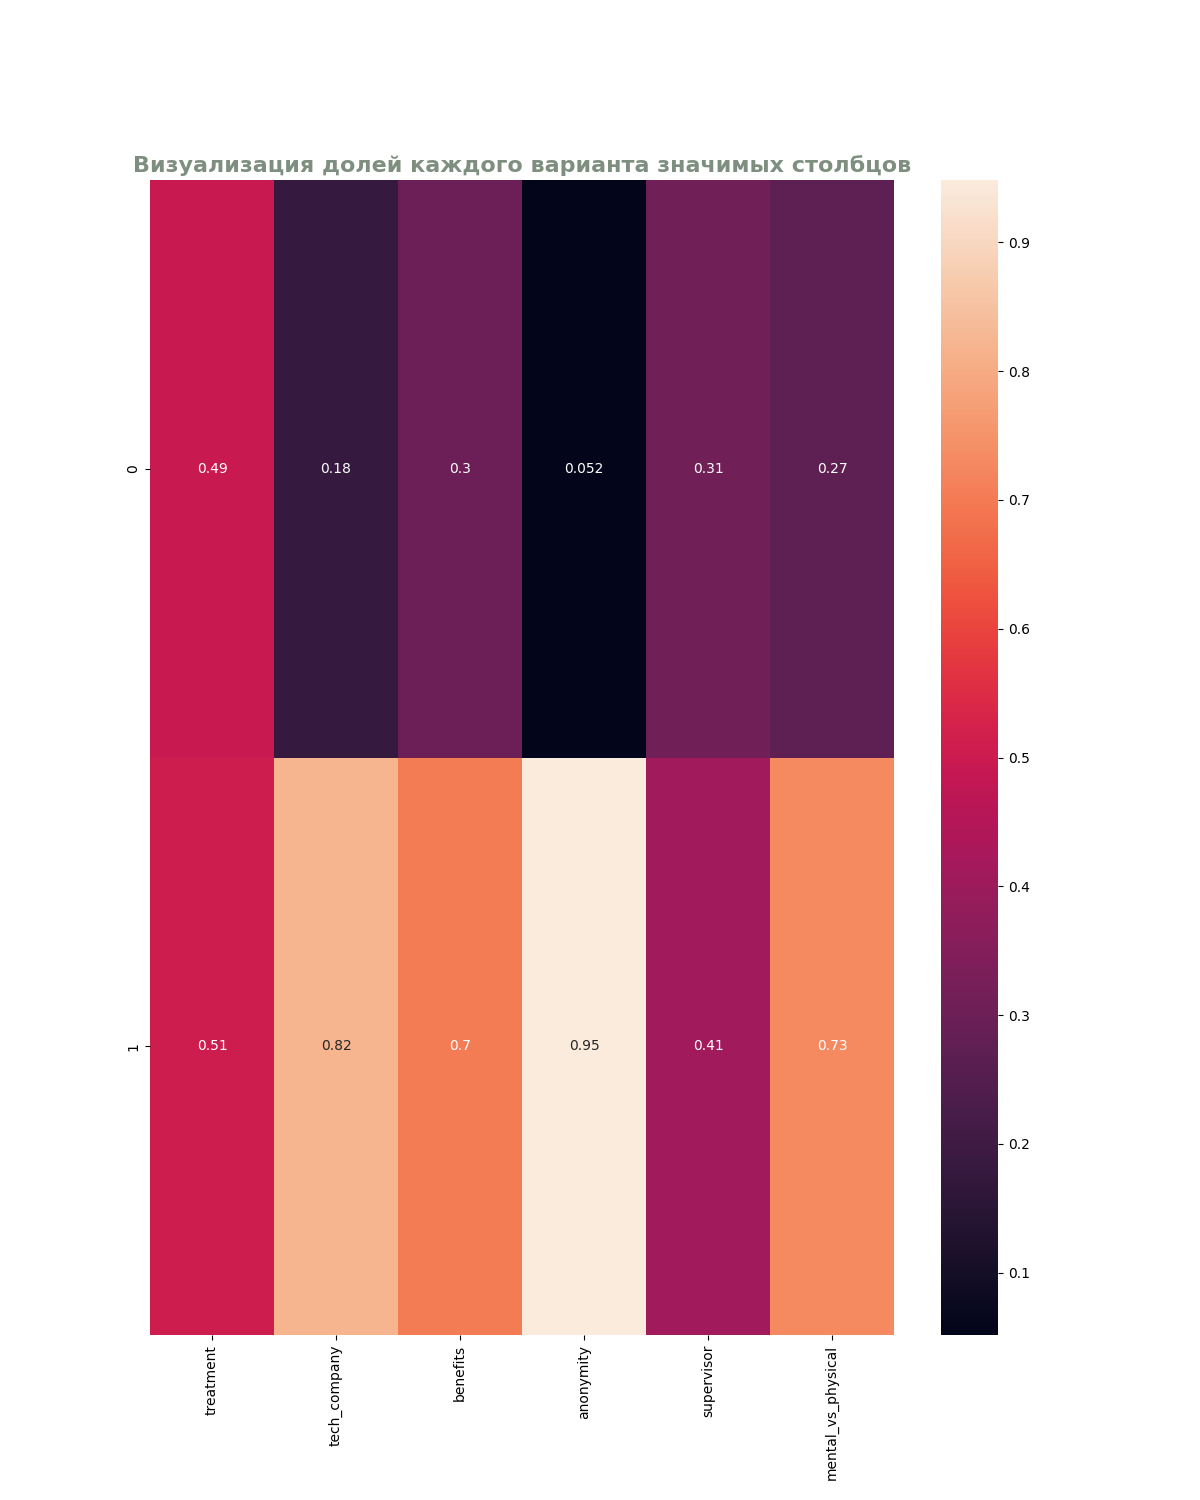 Визуализация долей каждого варианта значимых столбцов
0.9
0.8
0.7
0.6
0.5
0.4
0.3
0.2
0.1
0
0.49 0.18 0.3 0.052 0.31 0.27
1
0.51 0.82 0.7 0.95 0.41 0.73
treatment
tech_company
benefits
anonymity
supervisor
mental_vs_physical